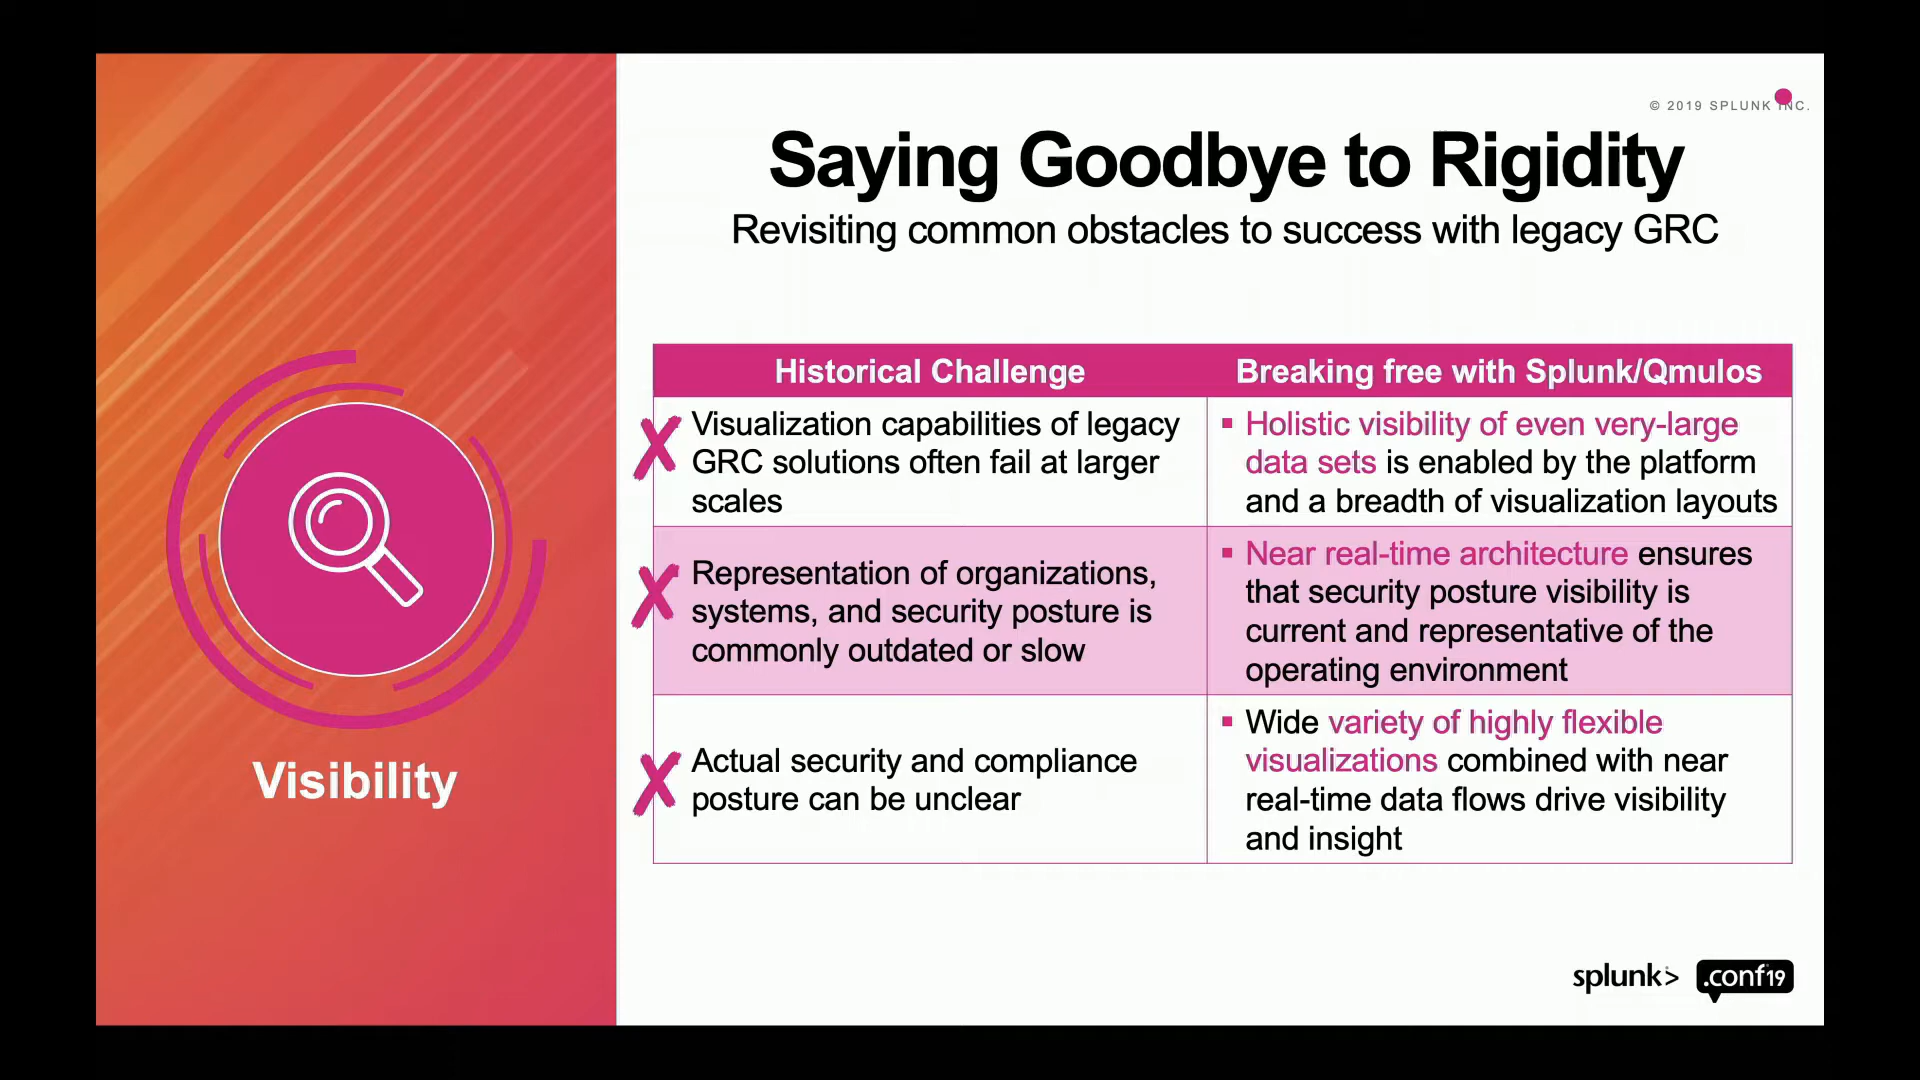 © 2019 SPLUNK INC.
Saying Goodbye to Rigidity
Revisiting common obstacles to success with legacy GRC
Visibility
Historical Challenge
Breaking free with Splunk/Qmulos
Visualization capabilities of legacy
GRC solutions often fail at larger
scales
▪ Holistic visibility of even very-large
data sets is enabled by the platform
and a breadth of visualization layouts
Representation of organizations,
systems, and security posture is
commonly outdated or slow
▪ Near real-time architecture ensures
that security posture visibility is
current and representative of the
operating environment
Actual security and compliance
posture can be unclear
▪ Wide variety of highly flexible
visualizations combined with near
real-time data flows drive visibility
and insight
splunk> .conf19